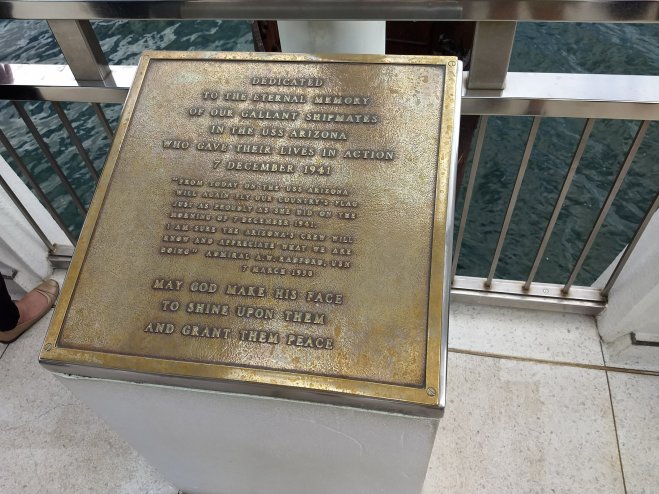 DEDICATED
TO THE ETERNAL MEMORY
OF OUR GALLANT SHIPMATES
IN THE USS ARIZONA
WHO GAVE THEIR LIVES IN ACTION
7 DECEMBER 1941
"FROM TODAY ON THE USS ARIZONA
WILL AGAIN FLY OUR COUNTRY'S FLAG
JUST AS PROUDLY AS SHE DID ON THE
MORNING OF 7 DECEMBER 1941.
I AM SURE THE ARIZONA'S CREW WILL
KNOW AND APPRECIATE WHAT WE ARE
DOING" ADMIRAL A.W. RADFORD, USN
7 MARCH 1950
MAY GOD MAKE HIS FACE
TO SHINE UPON THEM
AND GRANT THEM PEACE